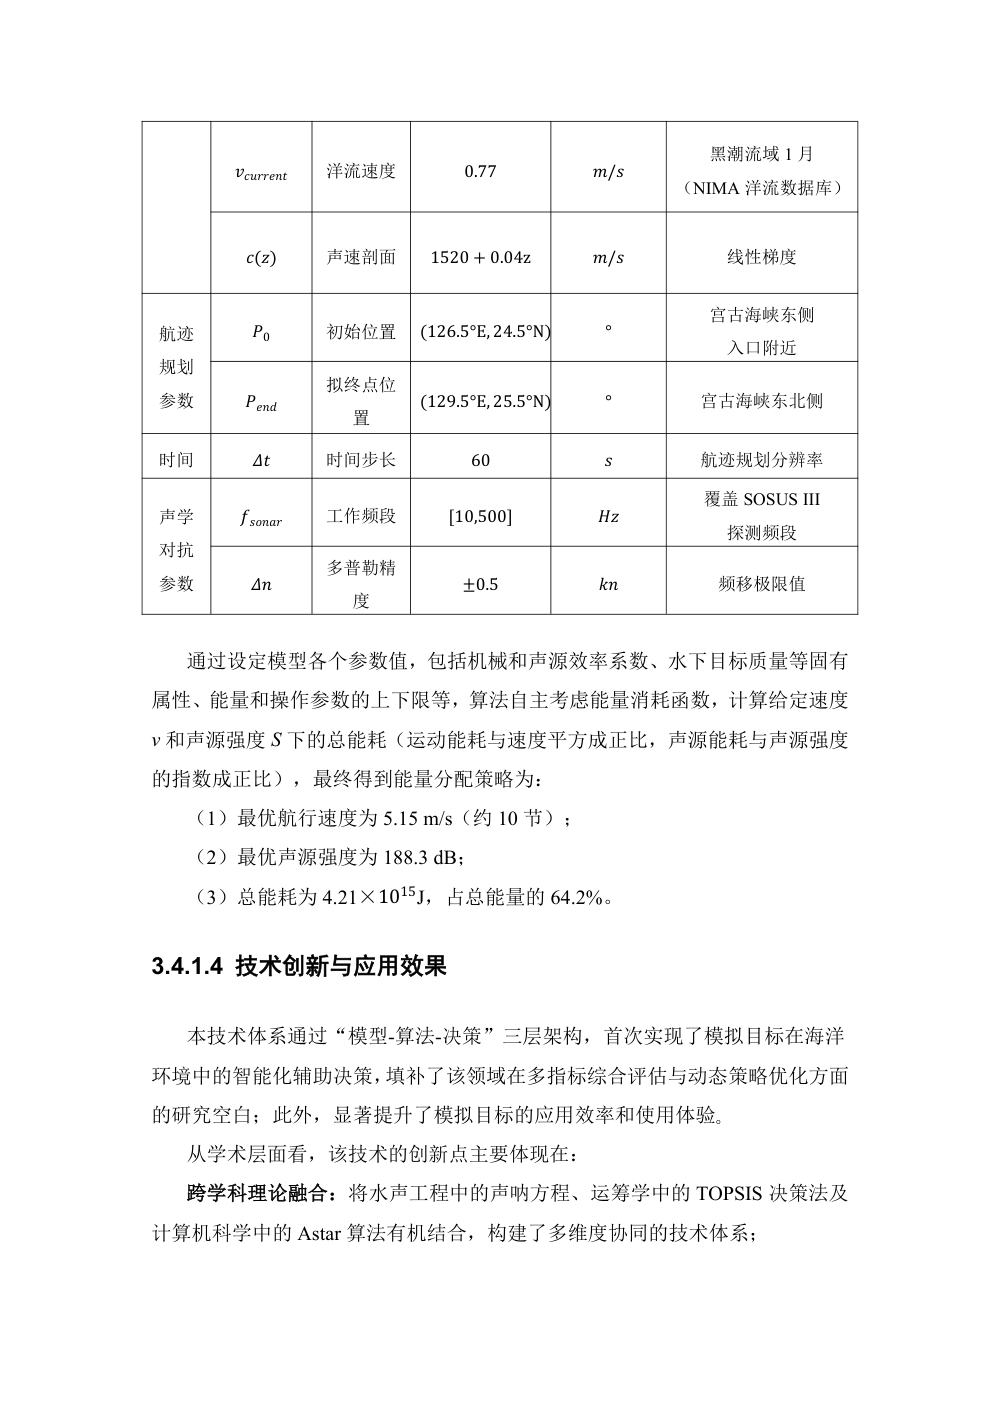 v_current 洋流速度 0.77 m/s 黑潮流域 1 月
（NIMA 洋流数据库）
c(z) 声速剖面 1520 + 0.04z m/s 线性梯度
航迹
规划
参数
P_0 初始位置 (126.5°E, 24.5°N) ° 宫古海峡东侧
入口附近
P_end 拟终点位
置
(129.5°E, 25.5°N) ° 宫古海峡东北侧
时间 Δt 时间步长 60 s 航迹规划分辨率
声学
对抗
参数
f_sonar 工作频段 [10,500] Hz 覆盖 SOSUS III
探测频段
Δn 多普勒精
度
±0.5 kn 频移极限值
通过设定模型各个参数值，包括机械和声源效率系数、水下目标质量等固有
属性、能量和操作参数的上下限等，算法自主考虑能量消耗函数，计算给定速度
v 和声源强度 S 下的总能耗（运动能耗与速度平方成正比，声源能耗与声源强度
的指数成正比），最终得到能量分配策略为：
（1）最优航行速度为 5.15 m/s（约 10 节）；
（2）最优声源强度为 188.3 dB；
（3）总能耗为 4.21×10¹⁵J，占总能量的 64.2%。
3.4.1.4 技术创新与应用效果
本技术体系通过“模型-算法-决策”三层架构，首次实现了模拟目标在海洋
环境中的智能化辅助决策，填补了该领域在多指标综合评估与动态策略优化方面
的研究空白；此外，显著提升了模拟目标的应用效率和使用体验。
从学术层面看，该技术的创新点主要体现在：
跨学科理论融合：将水声工程中的声呐方程、运筹学中的 TOPSIS 决策法及
计算机科学中的 Astar 算法有机结合，构建了多维度协同的技术体系；